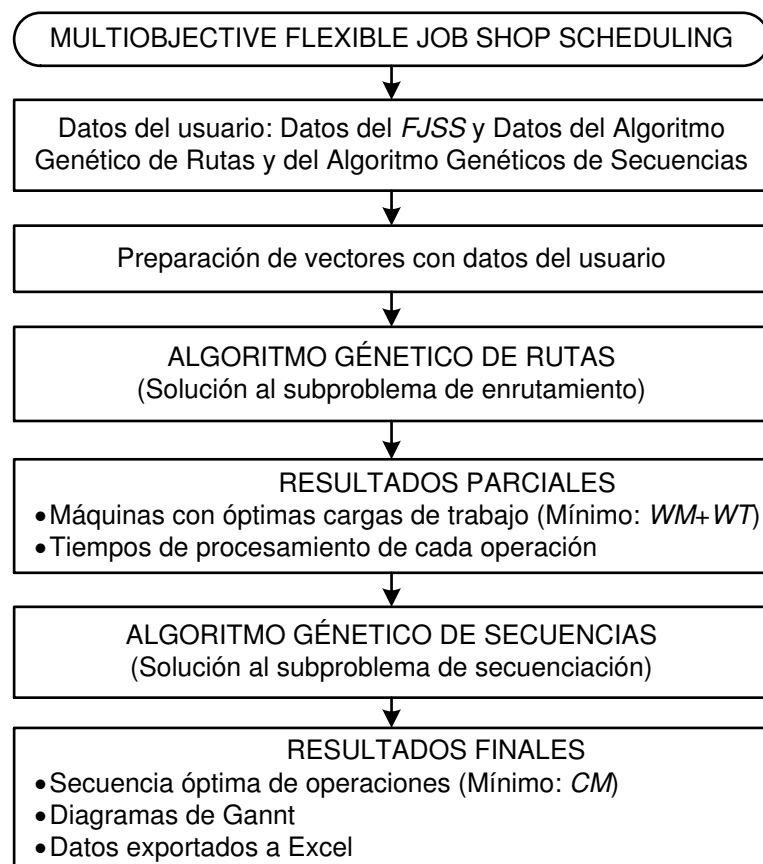 MULTIOBJECTIVE FLEXIBLE JOB SHOP SCHEDULING
Datos del usuario: Datos del FJSS y Datos del Algoritmo
Genético de Rutas y del Algoritmo Genéticos de Secuencias
Preparación de vectores con datos del usuario
ALGORITMO GÉNETICO DE RUTAS
(Solución al subproblema de enrutamiento)
RESULTADOS PARCIALES
•Máquinas con óptimas cargas de trabajo (Mínimo: WM+WT)
•Tiempos de procesamiento de cada operación
ALGORITMO GÉNETICO DE SECUENCIAS
(Solución al subproblema de secuenciación)
RESULTADOS FINALES
•Secuencia óptima de operaciones (Mínimo: CM)
•Diagramas de Gannt
•Datos exportados a Excel